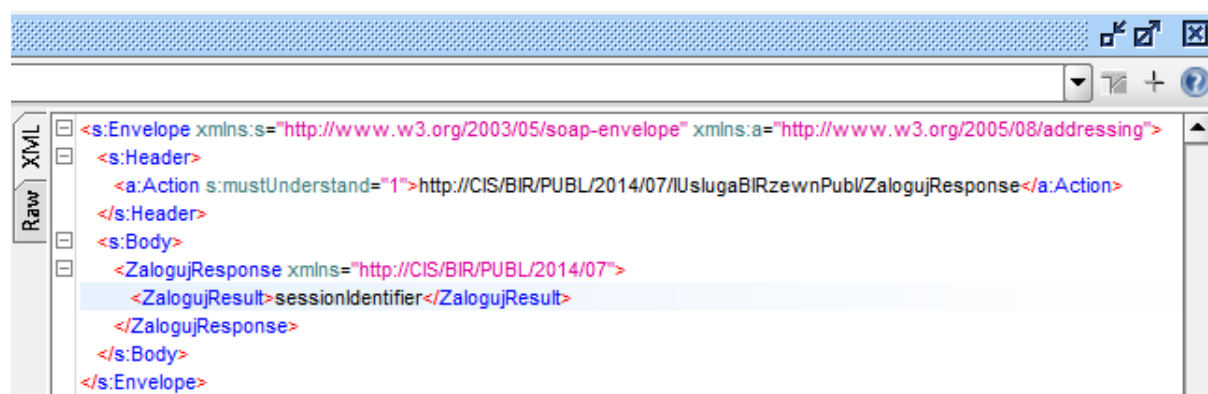 XML
Raw
<s:Envelope xmlns:s="http://www.w3.org/2003/05/soap-envelope" xmlns:a="http://www.w3.org/2005/08/addressing">
<s:Header>
<a:Action s:mustUnderstand="1">http://CIS/BIR/PUBL/2014/07/IUslugaBIRzewnPubl/ZalogujResponse</a:Action>
</s:Header>
<s:Body>
<ZalogujResponse xmlns="http://CIS/BIR/PUBL/2014/07">
<ZalogujResult>sessionIdentifier</ZalogujResult>
</ZalogujResponse>
</s:Body>
</s:Envelope>